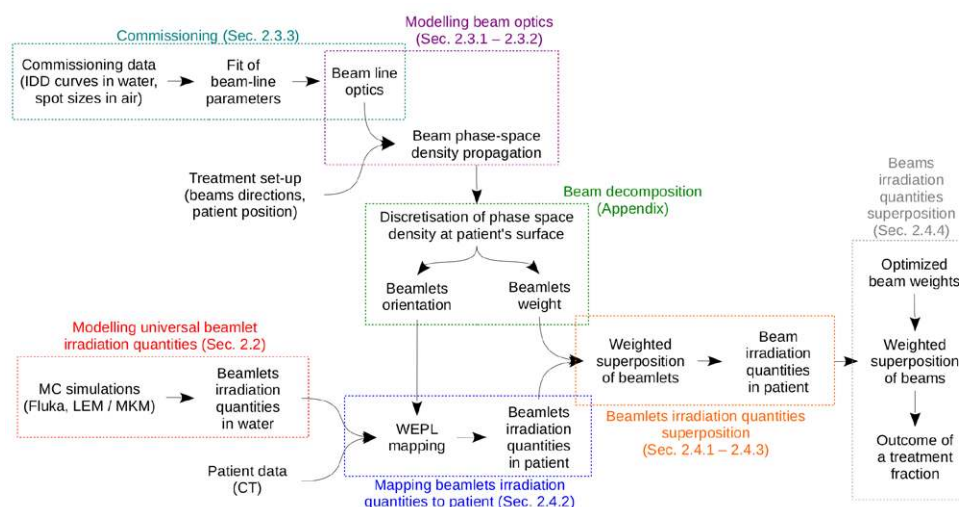 Commissioning (Sec. 2.3.3)
Commissioning data
(IDD curves in water,
spot sizes in air)
Fit of
beam-line
parameters
Modelling beam optics
(Sec. 2.3.1 – 2.3.2)
Beam line
optics
Beam phase-space
density propagation
Treatment set-up
(beams directions,
patient position)
Beam decomposition
(Appendix)
Discretisation of phase space
density at patient's surface
Beamlets
orientation
Beamlets
weight
Modelling universal beamlet
irradiation quantities (Sec. 2.2)
MC simulations
(Fluka, LEM / MKM)
Beamlets
irradiation
quantities
in water
Patient data
(CT)
WEPL
mapping
Beamlets
irradiation
quantities
in patient
Mapping beamlets irradiation
quantities to patient (Sec. 2.4.2)
Weighted
superposition
of beamlets
Beam
irradiation
quantities
in patient
Beamlets irradiation quantities
superposition
(Sec. 2.4.1 – 2.4.3)
Beams
irradiation
quantities
superposition
(Sec. 2.4.4)
Optimized
beam weights
Weighted
superposition
of beams
Outcome of
a treatment
fraction